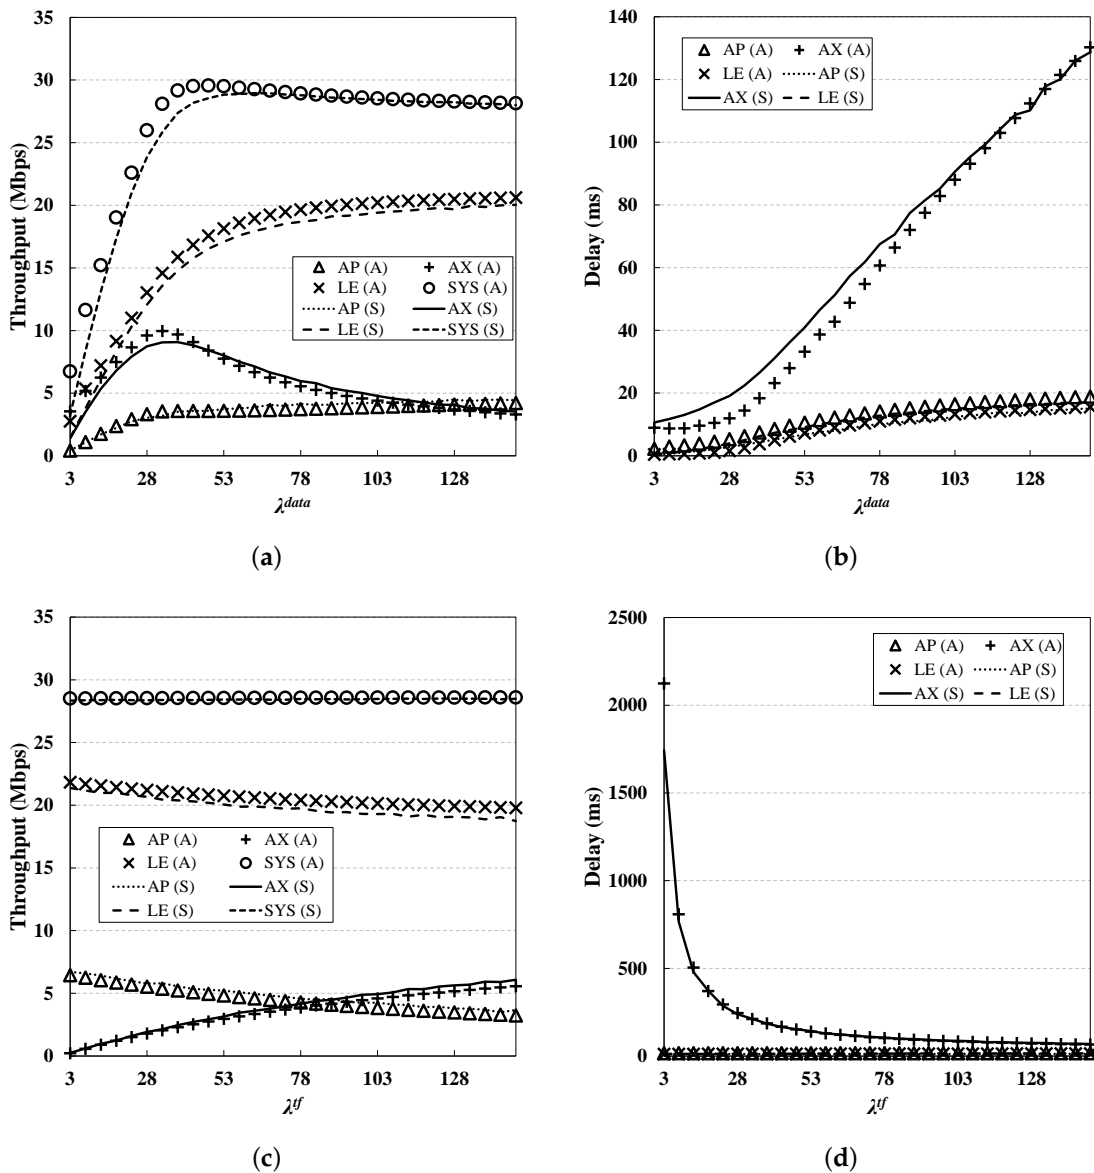 35
30
25
20
15
10
5
0
Throughput (Mbps)
AP (A) AX (A)
LE (A) SYS (A)
AP (S) AX (S)
LE (S) SYS (S)
3 28 53 78 103 128
λdata
(a)
140
120
100
80
60
40
20
0
Delay (ms)
AP (A) AX (A)
LE (A) AP (S)
AX (S) LE (S)
3 28 53 78 103 128
λdata
(b)
35
30
25
20
15
10
5
0
Throughput (Mbps)
AP (A) AX (A)
LE (A) SYS (A)
AP (S) AX (S)
LE (S) SYS (S)
3 28 53 78 103 128
λtf
(c)
2500
2000
1500
1000
500
0
Delay (ms)
AP (A) AX (A)
LE (A) AP (S)
AX (S) LE (S)
3 28 53 78 103 128
λtf
(d)